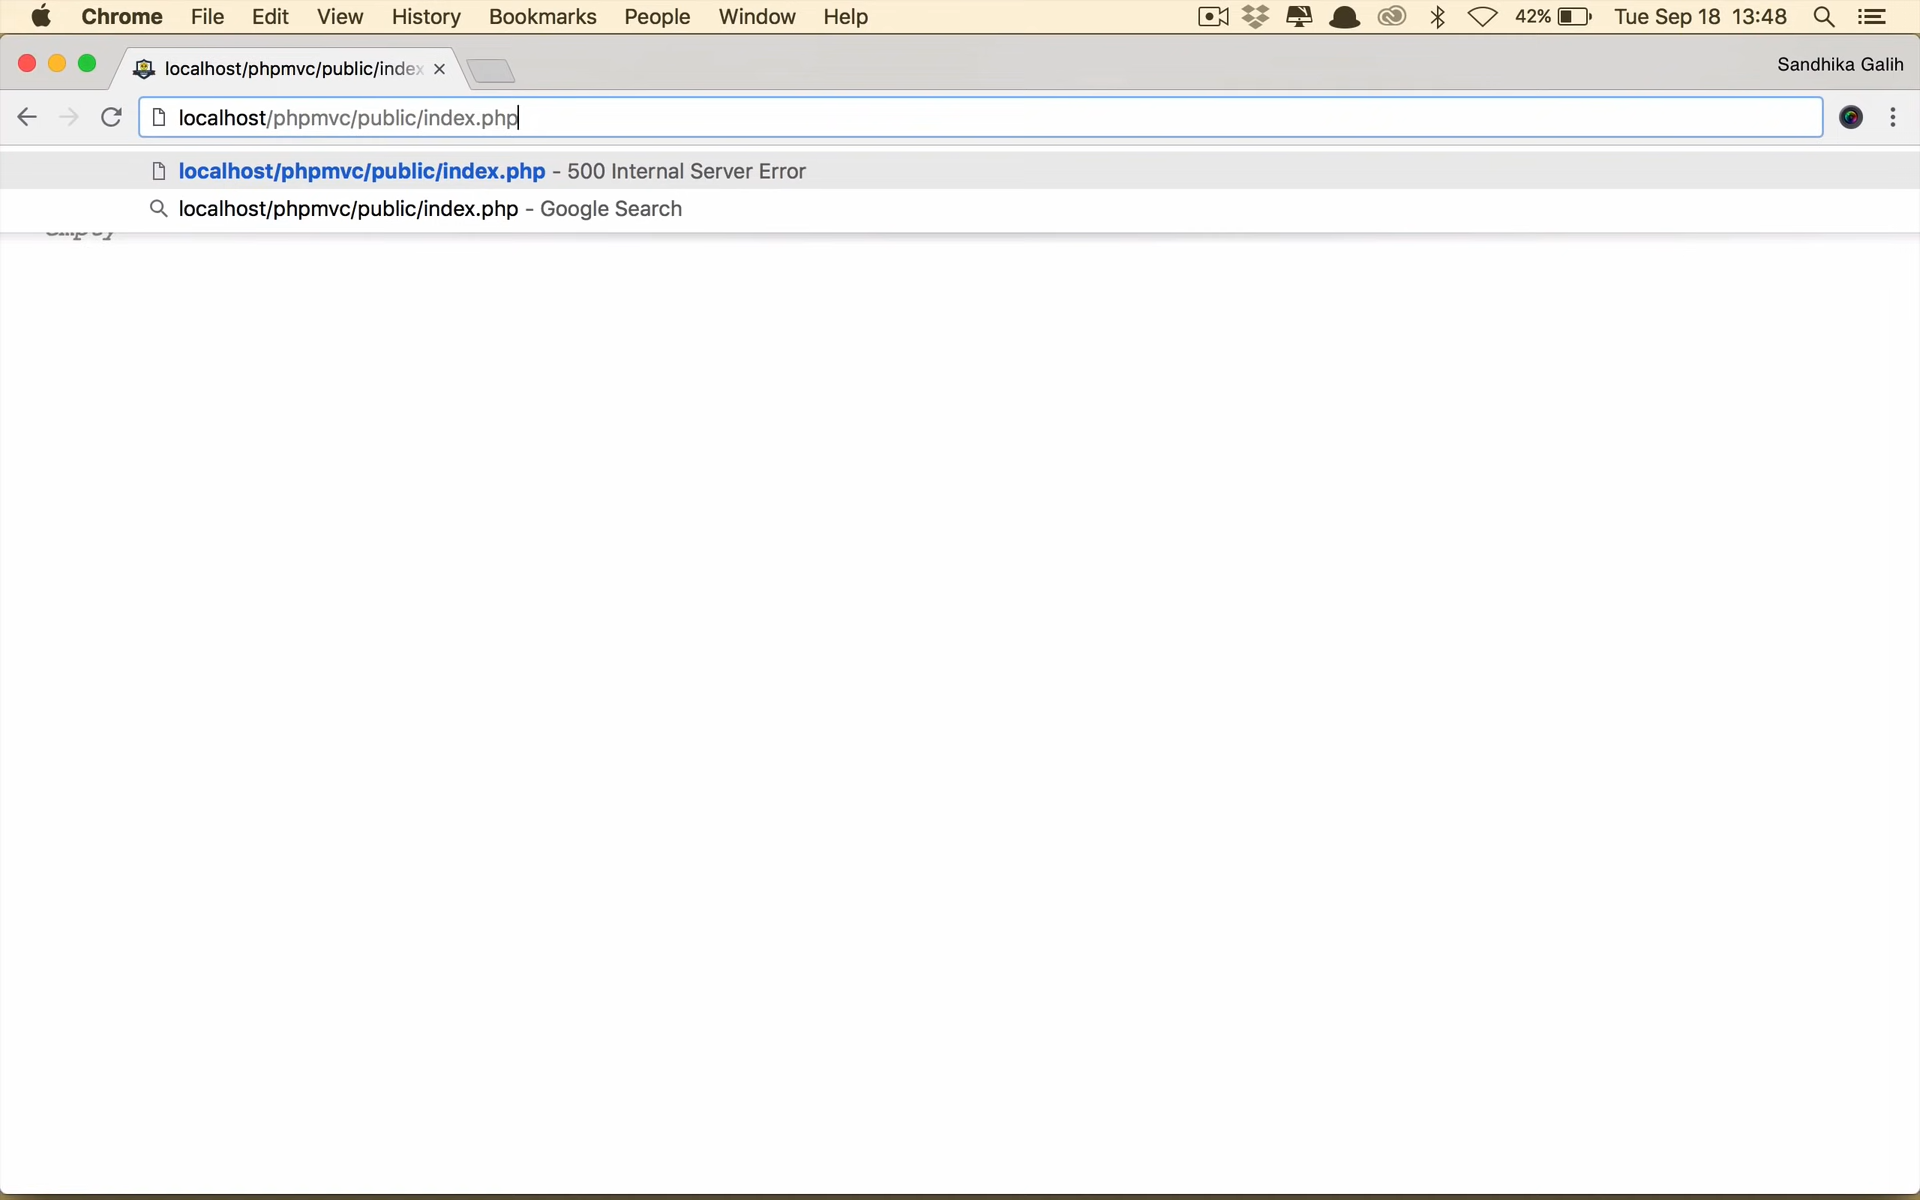 Chrome File Edit View History Bookmarks People Window Help 42% Tue Sep 18 13:48
localhost/phpmvc/public/index Sandhika Galih
localhost/phpmvc/public/index.php
localhost/phpmvc/public/index.php - 500 Internal Server Error
localhost/phpmvc/public/index.php - Google Search